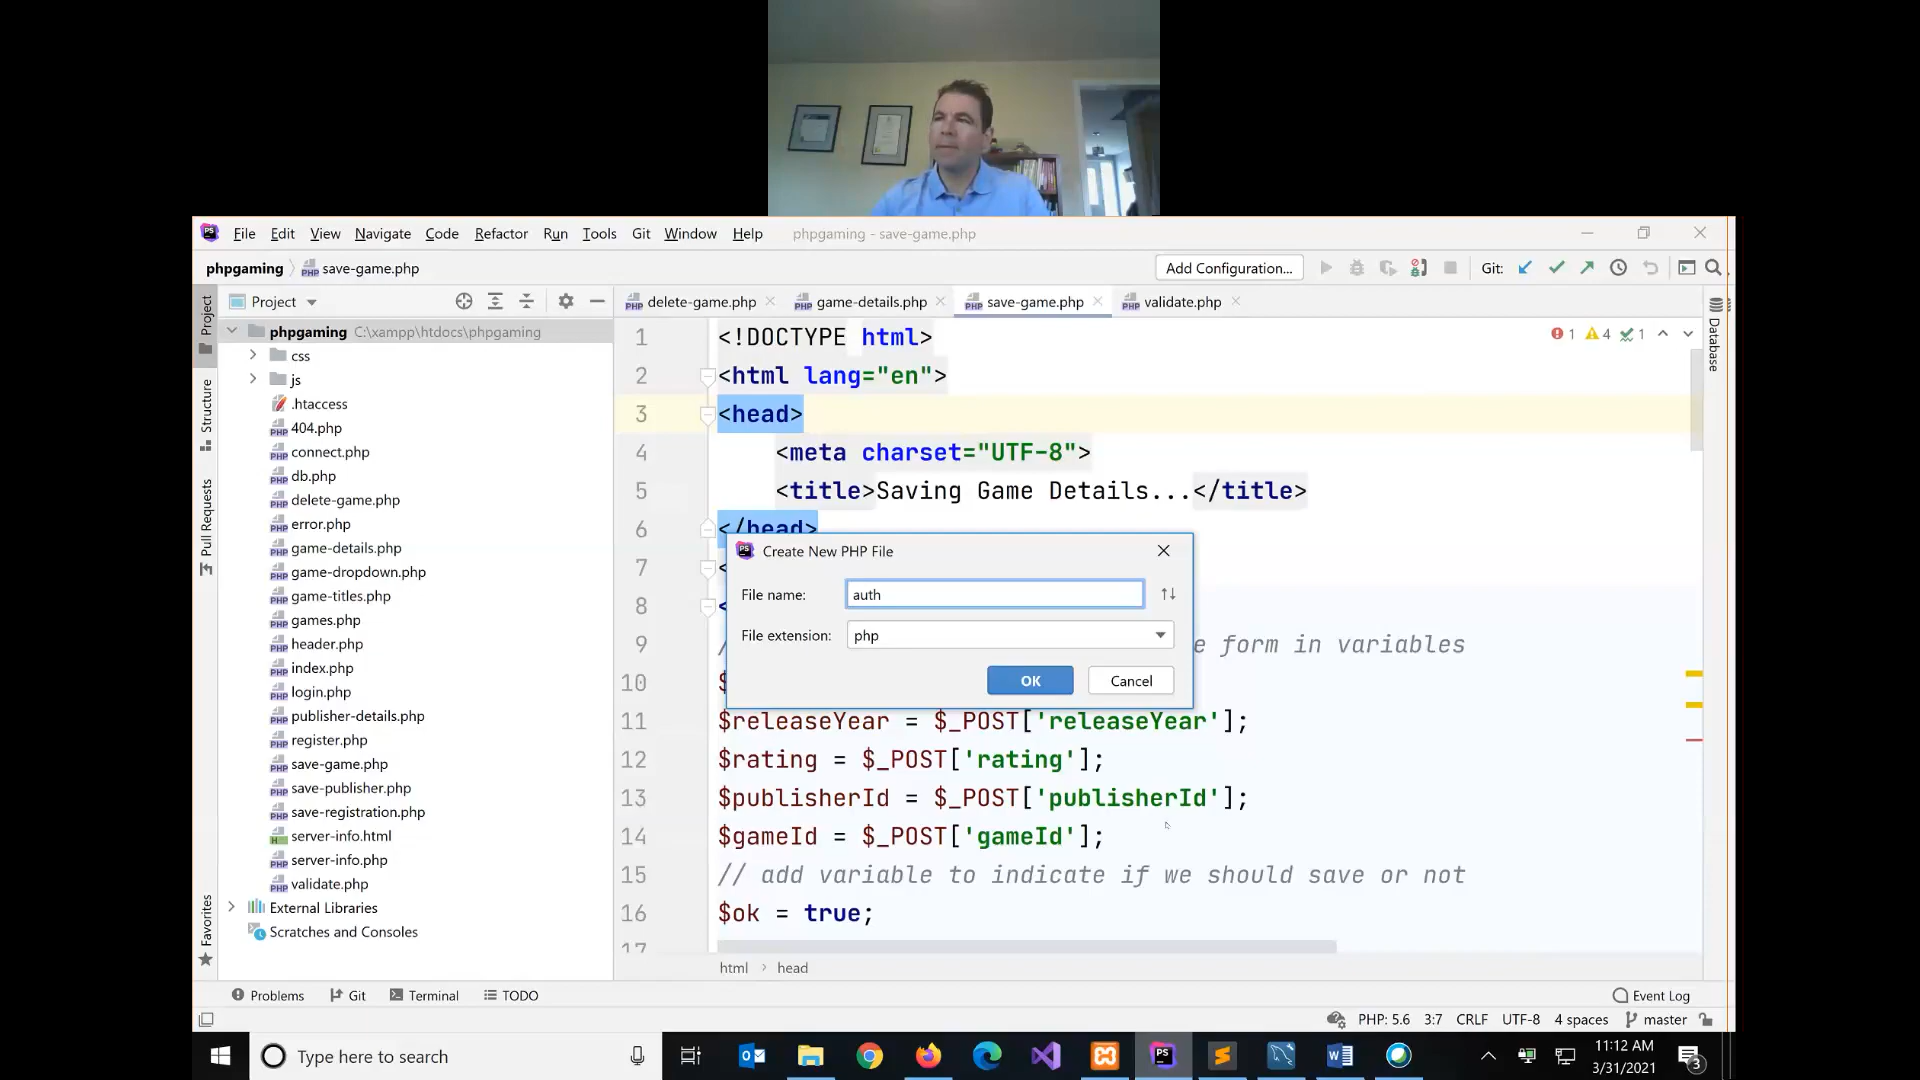 File Edit View Navigate Code Refactor Run Tools Git Window Help phpgaming - save-game.php
phpgaming save-game.php Add Configuration... Git:
Project delete-game.php game-details.php save-game.php validate.php
phpgaming C:\xampp\htdocs\phpgaming
css
js
.htaccess
404.php
connect.php
db.php
delete-game.php
error.php
game-details.php
game-dropdown.php
game-titles.php
games.php
header.php
index.php
login.php
publisher-details.php
register.php
save-game.php
save-publisher.php
save-registration.php
server-info.html
server-info.php
validate.php
External Libraries
Scratches and Consoles
Project
Structure
Pull Requests
Favorites
1 <!DOCTYPE html>
2 <html lang="en">
3 <head>
4 <meta charset="UTF-8">
5 <title>Saving Game Details...</title>
6 </head>
7 <
8 <
9 / e form in variables
10 $
11 $releaseYear = $_POST['releaseYear'];
12 $rating = $_POST['rating'];
13 $publisherId = $_POST['publisherId'];
14 $gameId = $_POST['gameId'];
15 // add variable to indicate if we should save or not
16 $ok = true;
17
1 4 1
Database
Create New PHP File
File name: auth
File extension: php
OK Cancel
html > head
Problems Git Terminal TODO Event Log
PHP: 5.6 3:7 CRLF UTF-8 4 spaces master
Type here to search
11:12 AM
3/31/2021
3